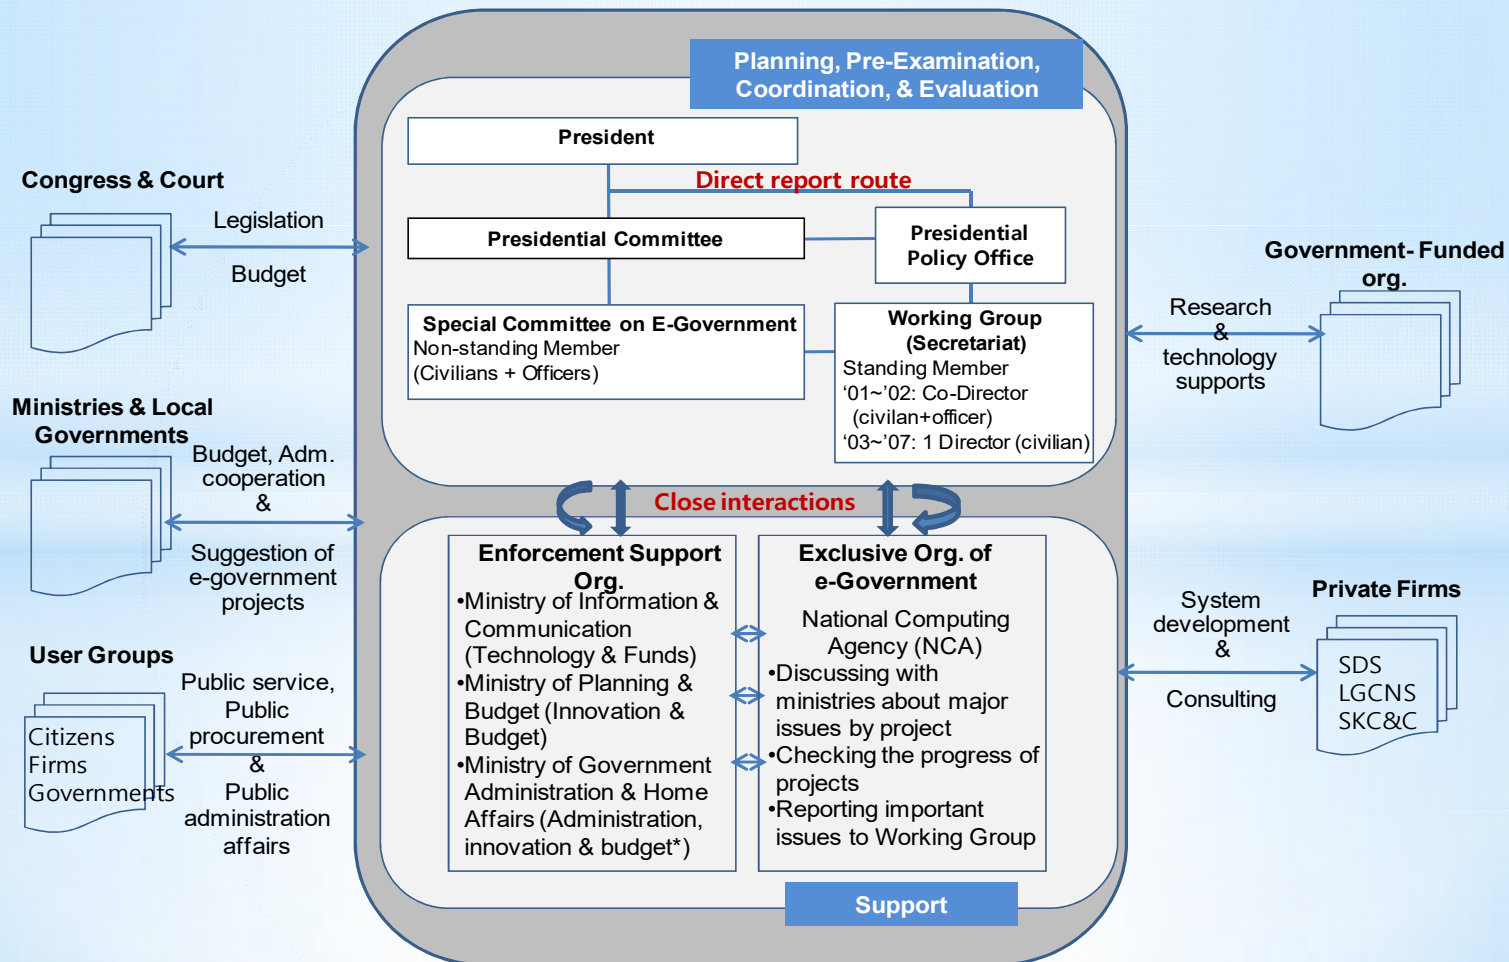 Planning, Pre-Examination,
Coordination, & Evaluation
President
Direct report route
Presidential Committee
Presidential
Policy Office
Special Committee on E-Government
Non-standing Member
(Civilians + Officers)
Working Group
(Secretariat)
Standing Member
‘01~’02: Co-Director
(civilan+officer)
‘03~’07: 1 Director (civilian)
Close interactions
Enforcement Support
Org.
•Ministry of Information &
Communication
(Technology & Funds)
•Ministry of Planning &
Budget (Innovation &
Budget)
•Ministry of Government
Administration & Home
Affairs (Administration,
innovation & budget*)
Exclusive Org. of
e-Government
National Computing
Agency (NCA)
•Discussing with
ministries about major
issues by project
•Checking the progress of
projects
•Reporting important
issues to Working Group
Support
Congress & Court
Legislation
Budget
Ministries & Local
Governments
Budget, Adm.
cooperation
&
Suggestion of
e-government
projects
User Groups
Citizens
Firms
Governments
Public service,
Public
procurement
&
Public
administration
affairs
Government- Funded
org.
Research
&
technology
supports
Private Firms
SDS
LGCNS
SKC&C
System
development
&
Consulting